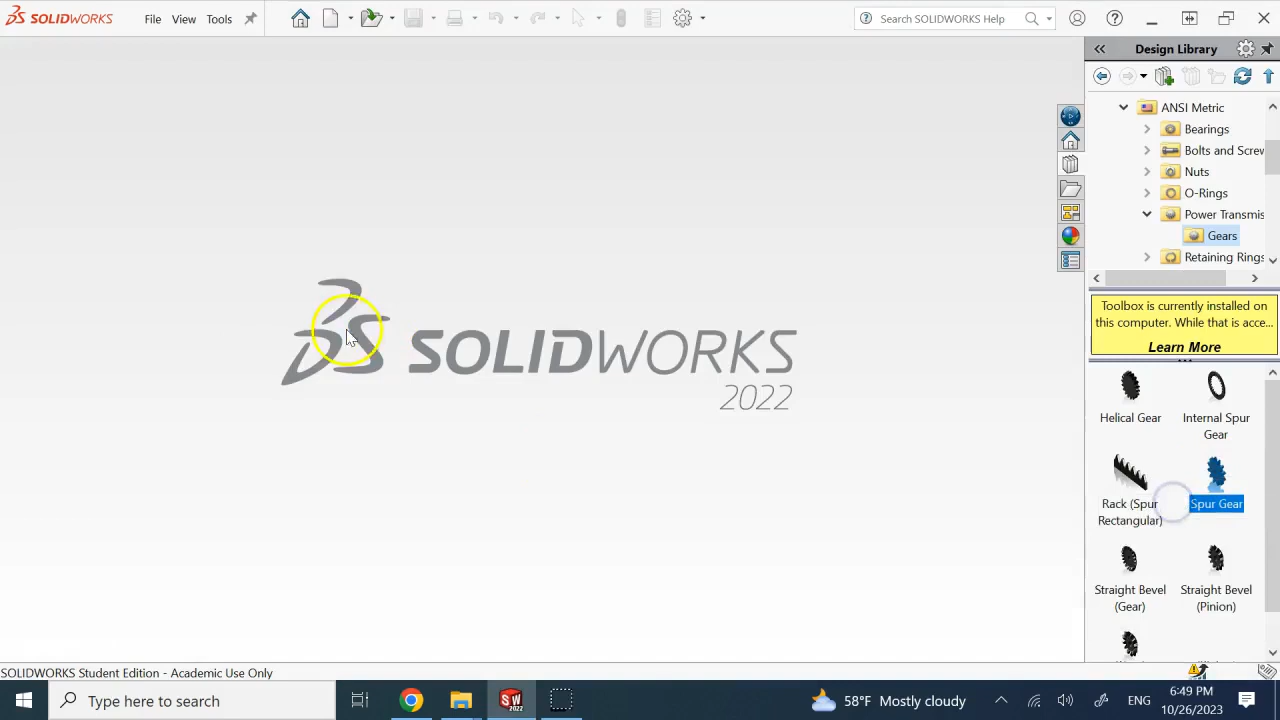 SOLIDWORKS
File View Tools
Search SOLIDWORKS Help
Design Library
ANSI Metric
Bearings
Bolts and Screw
Nuts
O-Rings
Power Transmis
Gears
Retaining Rings
Toolbox is currently installed on
this computer. While that is acce...
Learn More
SOLIDWORKS
2022
Helical Gear
Internal Spur
Gear
Rack (Spur
Rectangular)
Spur Gear
Straight Bevel
(Gear)
Straight Bevel
(Pinion)
SOLIDWORKS Student Edition - Academic Use Only
Type here to search
SW
2022
58°F Mostly cloudy
ENG
6:49 PM
10/26/2023